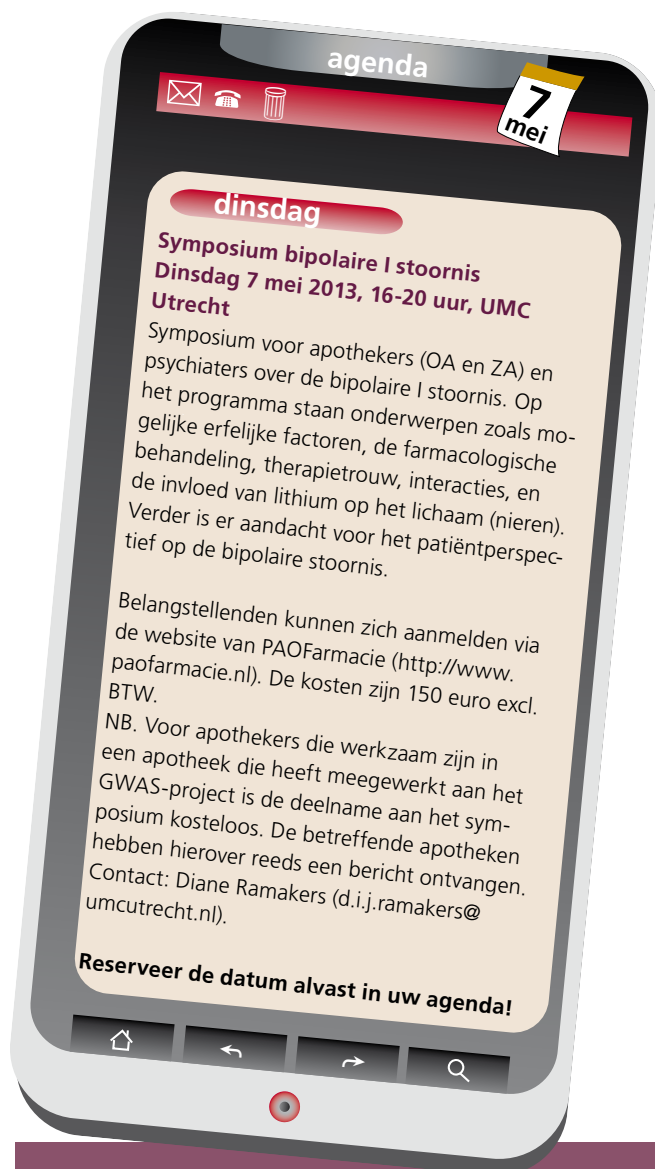 agenda
7
mei
dinsdag
Symposium bipolaire I stoornis
Dinsdag 7 mei 2013, 16-20 uur, UMC
Utrecht
Symposium voor apothekers (OA en ZA) en
psychiaters over de bipolaire I stoornis. Op
het programma staan onderwerpen zoals mo-
gelijke erfelijke factoren, de farmacologische
behandeling, therapietrouw, interacties, en
de invloed van lithium op het lichaam (nieren).
Verder is er aandacht voor het patiëntperspec-
tief op de bipolaire stoornis.
Belangstellenden kunnen zich aanmelden via
de website van PAOFarmacie (http://www.
paofarmacie.nl). De kosten zijn 150 euro excl.
BTW.
NB. Voor apothekers die werkzaam zijn in
een apotheek die heeft meegewerkt aan het
GWAS-project is de deelname aan het sym-
posium kosteloos. De betreffende apotheken
hebben hierover reeds een bericht ontvangen.
Contact: Diane Ramakers (d.i.j.ramakers@
umcutrecht.nl).
Reserveer de datum alvast in uw agenda!